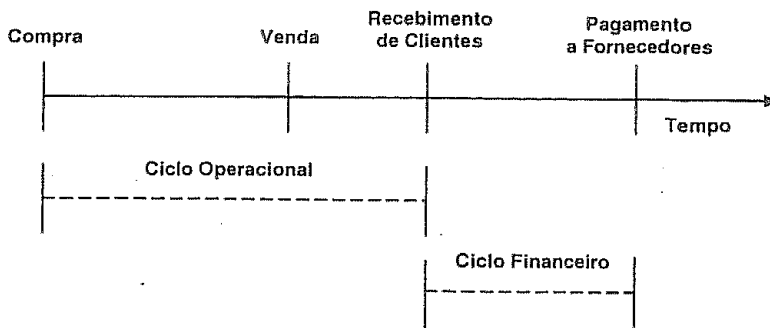 Compra
Venda
Recebimento
de Clientes
Pagamento
a Fornecedores
Tempo
Ciclo Operacional
Ciclo Financeiro